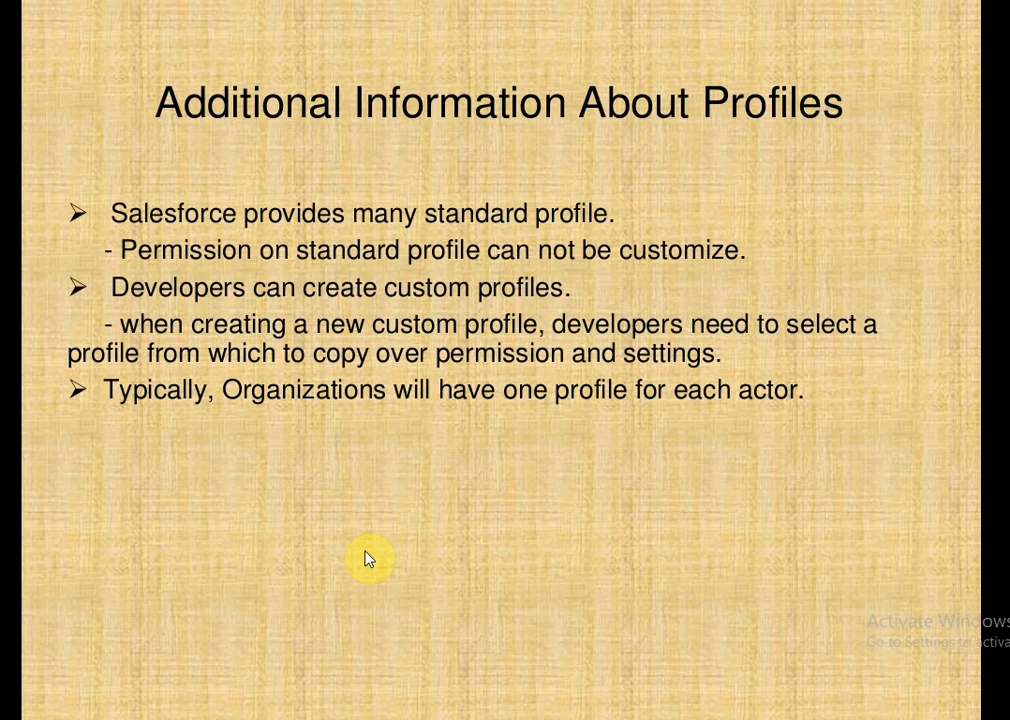 Additional Information About Profiles
➢ Salesforce provides many standard profile.
- Permission on standard profile can not be customize.
➢ Developers can create custom profiles.
- when creating a new custom profile, developers need to select a
profile from which to copy over permission and settings.
➢ Typically, Organizations will have one profile for each actor.
Activate Windows
Go to Settings to activa